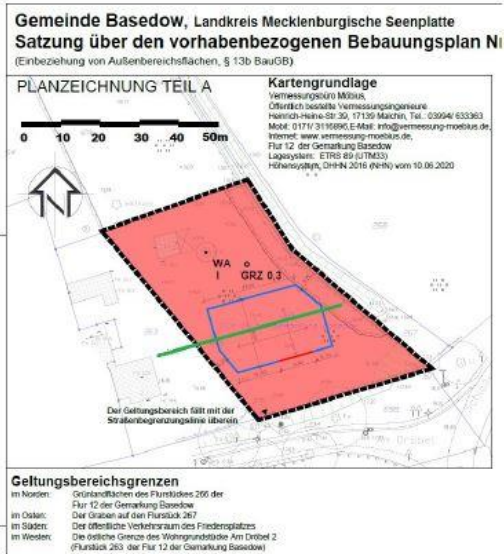 Gemeinde Basedow, Landkreis Mecklenburgische Seenplatte
Satzung über den vorhabenbezogenen Bebauungsplan
(Einbeziehung von Außenbereichsflächen, § 13b BauGB)
PLANZEICHNUNG TEIL A
Kartengrundlage
Vermessungsbüro Möbius,
Öffentlich bestellte Vermessungsingenieure
Heinrich-Heine-Str.39, 17139 Malchin, Tel.: 03994/ 633363
Mobil: 0171/ 3116896,E-Mail: info@vermessung-moebius.de,
Internet: www.vermessung-moebius.de,
Flur 12 der Gemarkung Basedow
Lagesystem: ETRS 89 (UTM33)
Höhensystem, DHHN 2016 (NHN) vom 10.06.2020
0 10 20 30 40 50m
N
WA
I GRZ 0,3
Der Geltungsbereich fällt mit der
Straßenbegrenzungslinie überein
Am Dröbel
Geltungsbereichsgrenzen
im Norden: Grünlandflächen des Flurstückes 266 der
Flur 12 der Gemarkung Basedow
im Osten: Der Graben auf den Flurstück 267
im Süden: Der öffentliche Verkehrsraum des Friedensplatzes
im Westen: Die östliche Grenze des Wohngrundstücke Am Dröbel 2
(Flurstück 263 der Flur 12 der Gemarkung Basedow)